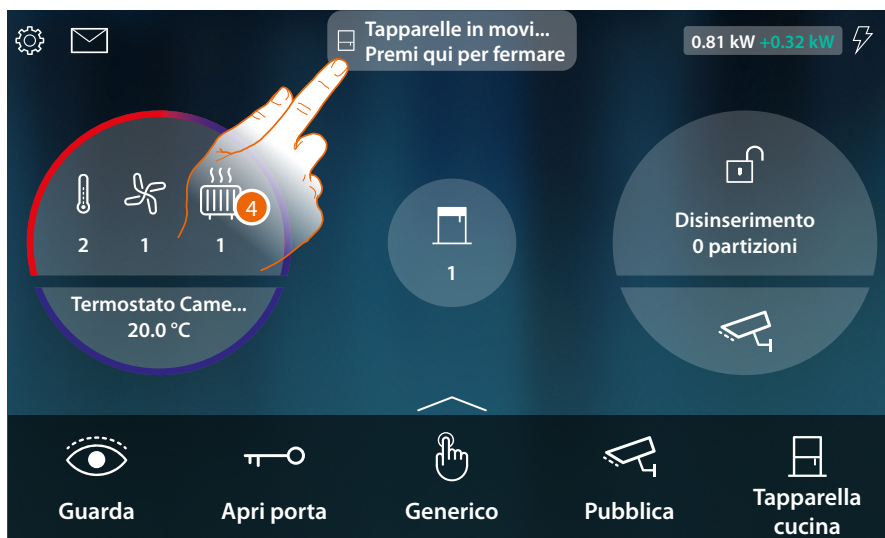 Tapparelle in movi...
Premi qui per fermare
0.81 kW +0.32 kW
4
2 1 1
Termostato Came...
20.0 °C
1
Disinserimento
0 partizioni
Guarda
Apri porta
Generico
Pubblica
Tapparella
cucina